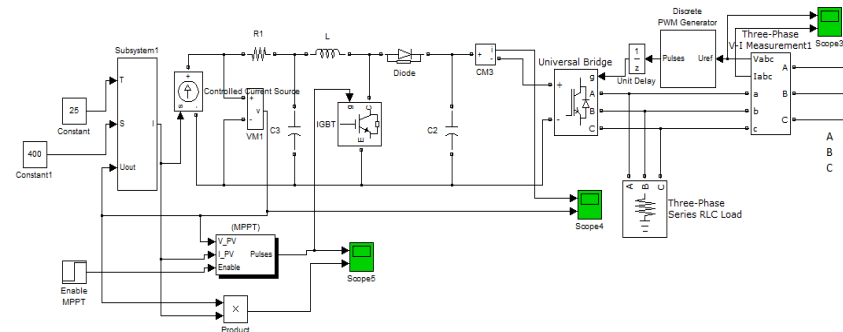 Discrete
PWM Generator
Pulses
Uref
Three-Phase
V-I Measurement1
Vabc
Iabc
A
B
C
a
b
c
Scope3
A
B
C
Subsystem1
T
S
Uout
I
25
Constant
400
Constant1
+
-
s
Controlled Current Source
R1
+
-
v
VM1
C3
L
IGBT
g
C
E
Diode
C2
+
-
i
CM3
Universal Bridge
g
+
-
A
B
C
1
z
Unit Delay
A B C
Three-Phase
Series RLC Load
Scope4
(MPPT)
V_PV
I_PV
Enable
Pulses
Scope5
Enable
MPPT
X
Product